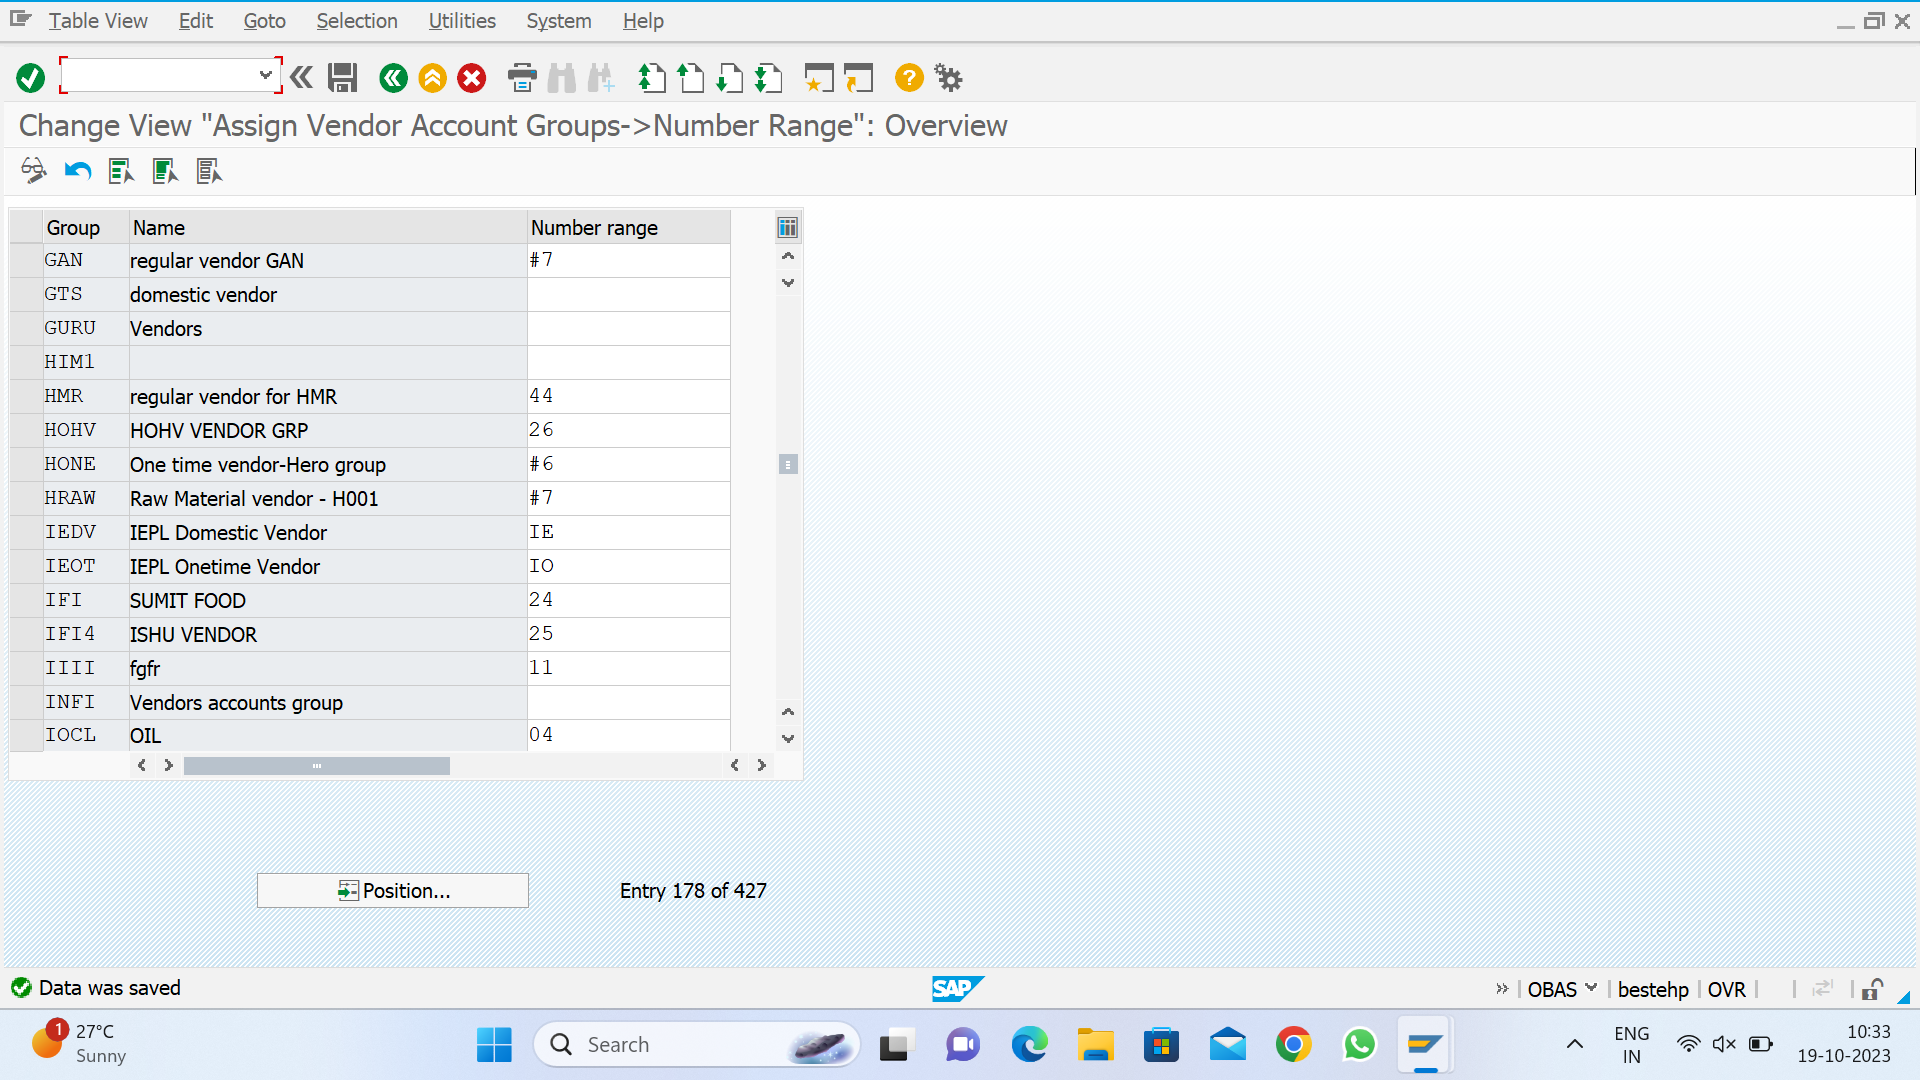 Table View Edit Goto Selection Utilities System Help
Change View "Assign Vendor Account Groups->Number Range": Overview
Group Name Number range
GAN regular vendor GAN #7
GTS domestic vendor
GURU Vendors
HIM1
HMR regular vendor for HMR 44
HOHV HOHV VENDOR GRP 26
HONE One time vendor-Hero group #6
HRAW Raw Material vendor - H001 #7
IEDV IEPL Domestic Vendor IE
IEOT IEPL Onetime Vendor IO
IFI SUMIT FOOD 24
IFI4 ISHU VENDOR 25
IIII fgfr 11
INFI Vendors accounts group
IOCL OIL 04
Position... Entry 178 of 427
Data was saved SAP OBAS bestehp OVR
1 27°C Search ENG 10:33
Sunny IN 19-10-2023